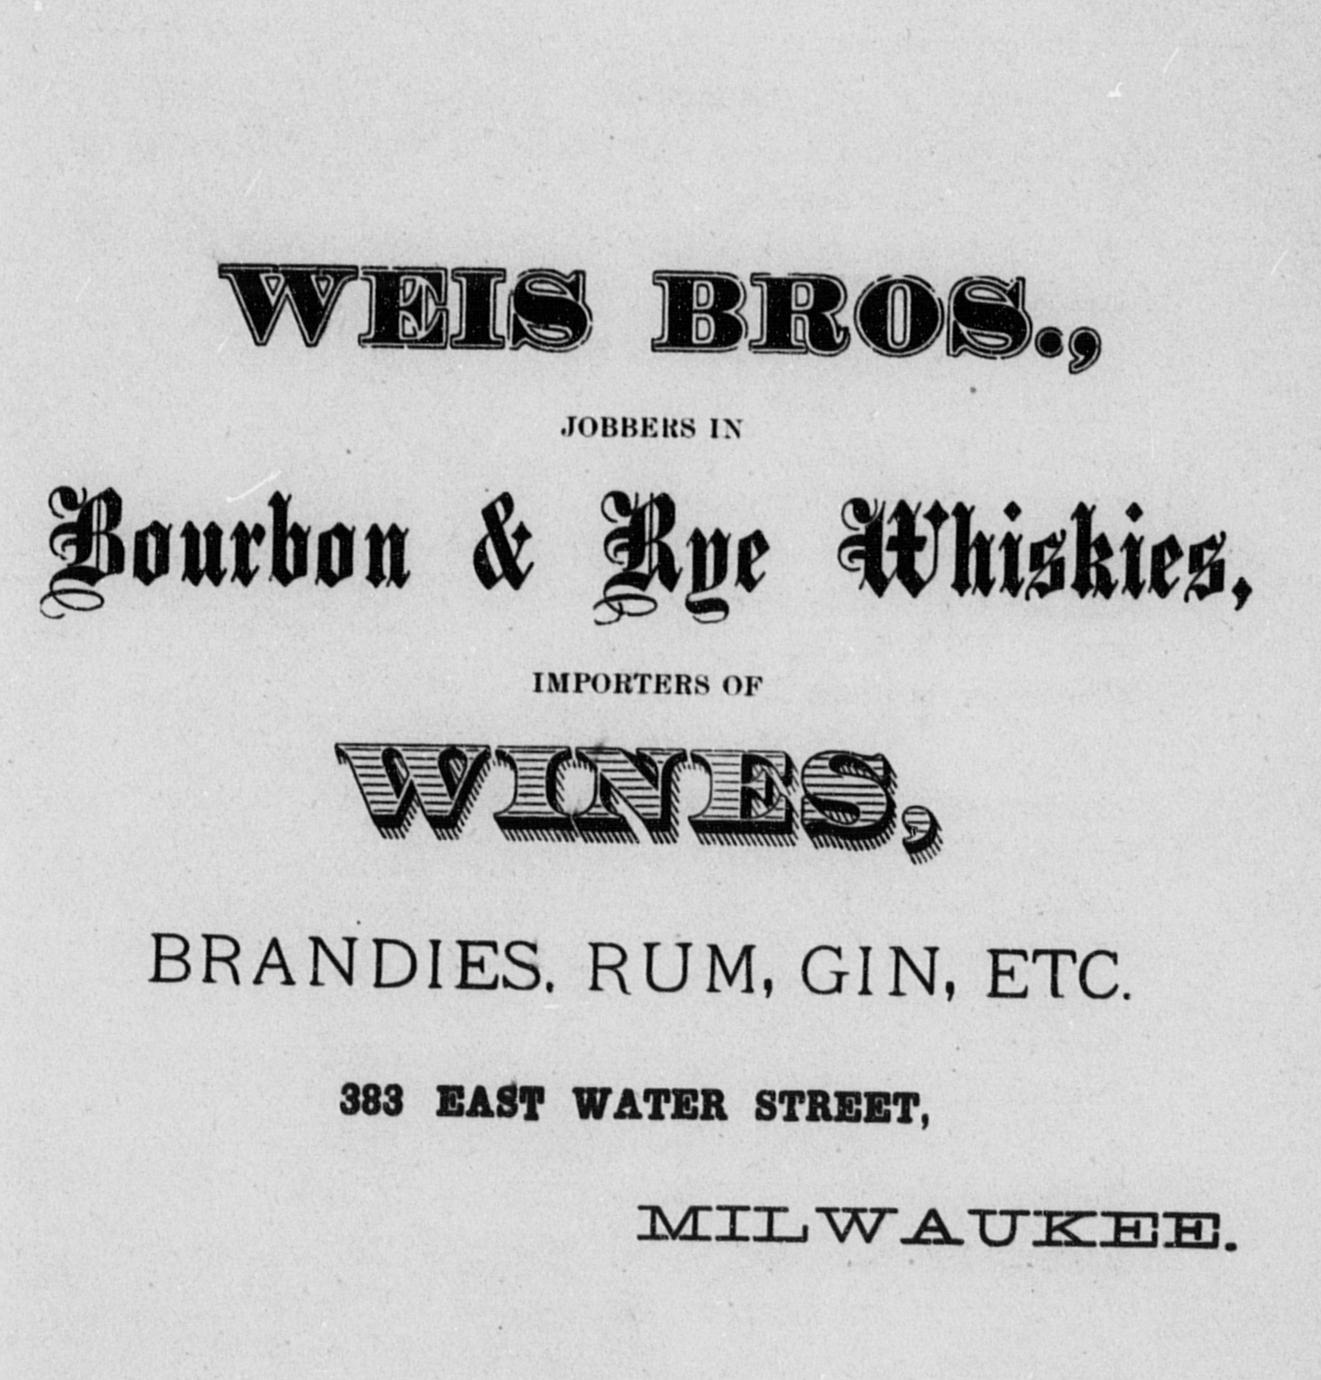 WEIS BROS.,
JOBBERS IN
Bourbon & Rye Whiskies,
IMPORTERS OF
WINES,
BRANDIES, RUM, GIN, ETC.
383 EAST WATER STREET,
MILWAUKEE.